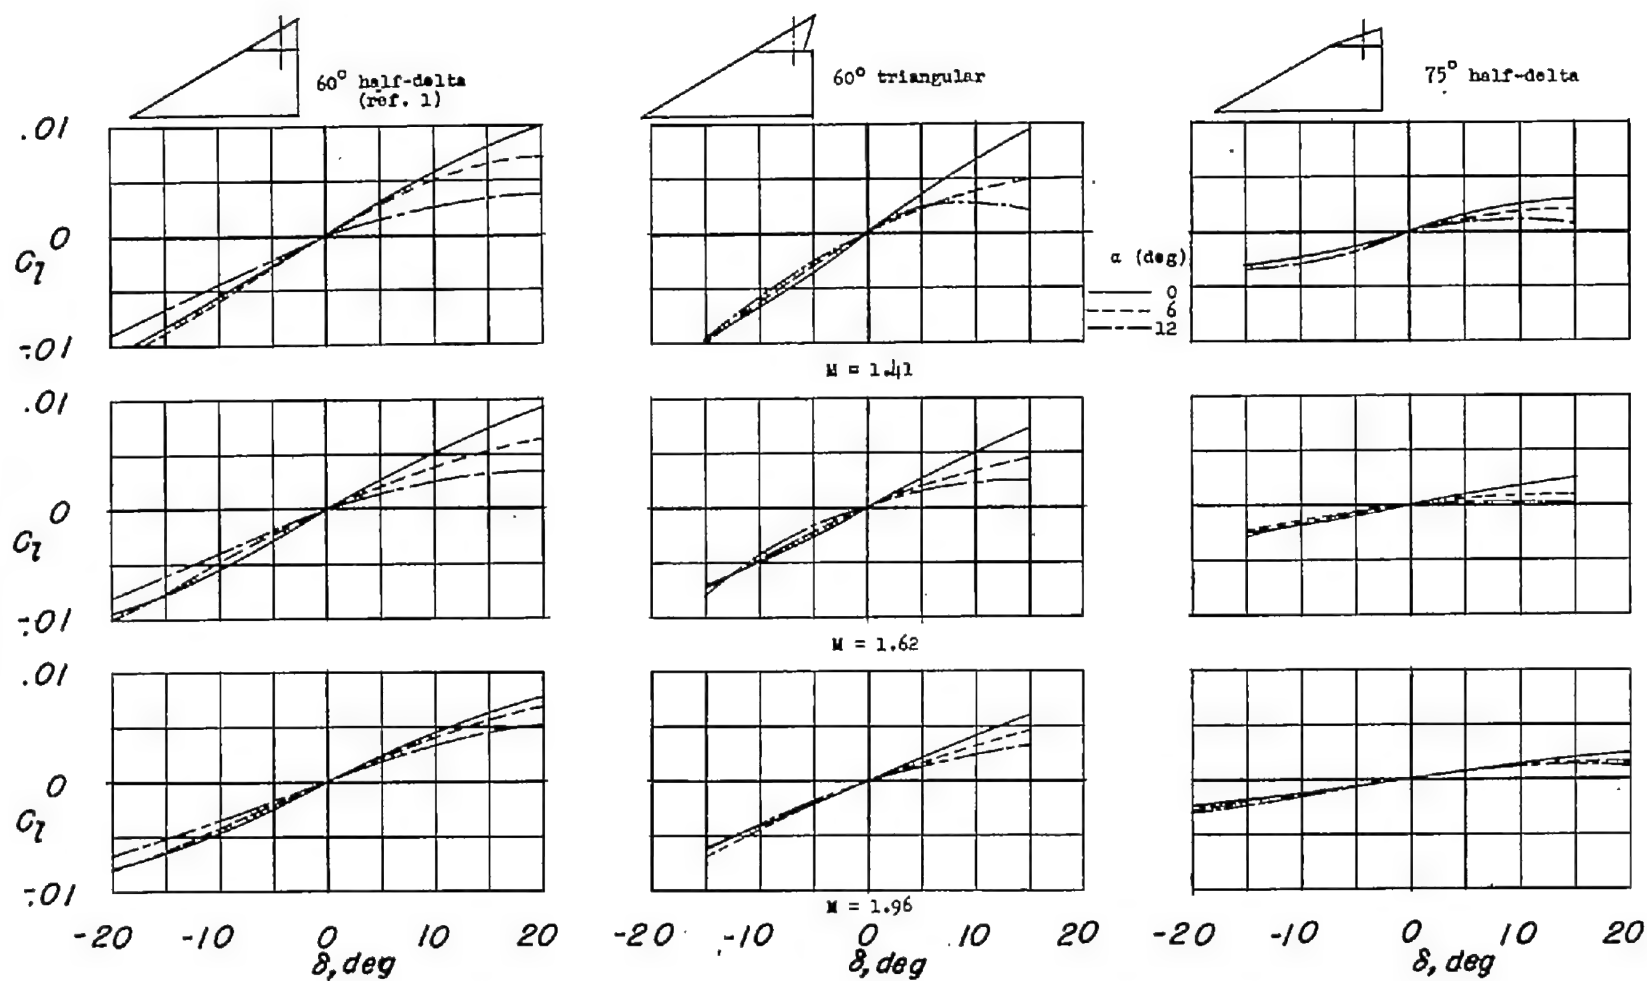 60° half-delta
(ref. 1)
60° triangular
75° half-delta
.01
0
-.01
C_l
α (deg)
0
6
12
M = 1.41
.01
0
-.01
C_l
M = 1.62
.01
0
-.01
C_l
M = 1.96
-20 -10 0 10 20
-20 -10 0 10 20
-20 -10 0 10 20
δ, deg
δ, deg
δ, deg